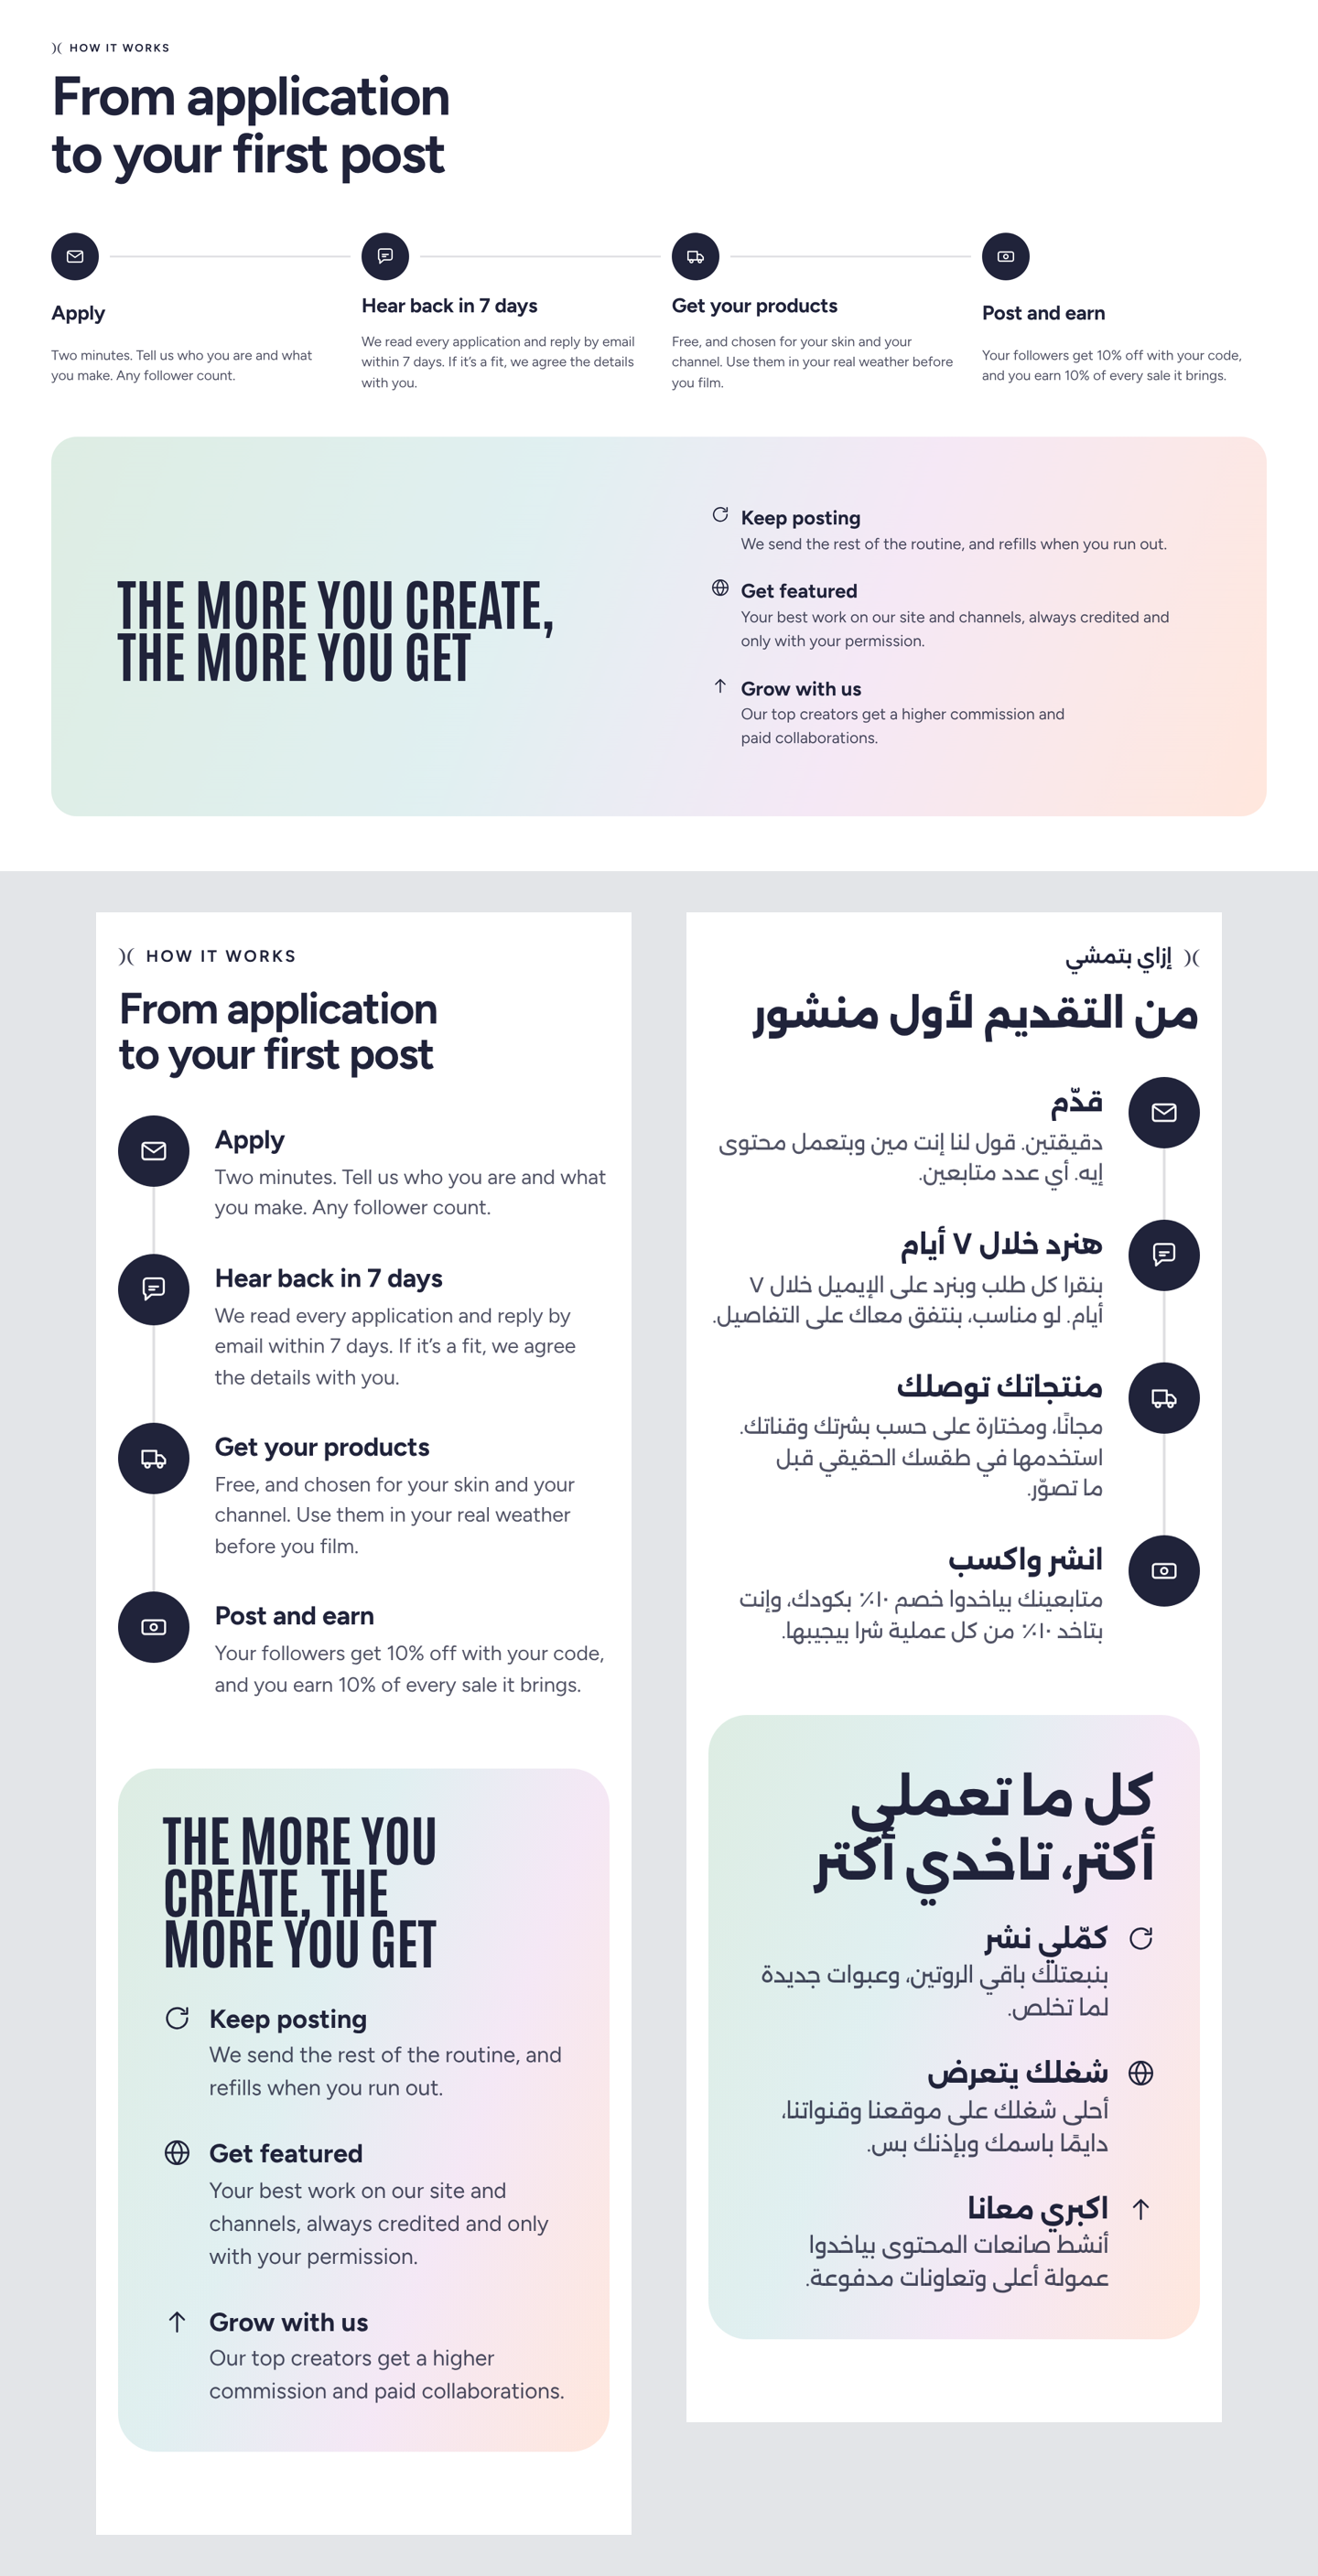 HOW IT WORKS
From application
to your first post
Apply
Two minutes. Tell us who you are and what
you make. Any follower count.
Hear back in 7 days
We read every application and reply by email
within 7 days. If it’s a fit, we agree the details
with you.
Get your products
Free, and chosen for your skin and your
channel. Use them in your real weather before
you film.
Post and earn
Your followers get 10% off with your code,
and you earn 10% of every sale it brings.
THE MORE YOU CREATE,
THE MORE YOU GET
Keep posting
We send the rest of the routine, and refills when you run out.
Get featured
Your best work on our site and channels, always credited and
only with your permission.
Grow with us
Our top creators get a higher commission and
paid collaborations.
HOW IT WORKS
From application
to your first post
Apply
Two minutes. Tell us who you are and what
you make. Any follower count.
Hear back in 7 days
We read every application and reply by
email within 7 days. If it’s a fit, we agree
the details with you.
Get your products
Free, and chosen for your skin and your
channel. Use them in your real weather
before you film.
Post and earn
Your followers get 10% off with your code,
and you earn 10% of every sale it brings.
THE MORE YOU
CREATE, THE
MORE YOU GET
Keep posting
We send the rest of the routine, and
refills when you run out.
Get featured
Your best work on our site and
channels, always credited and only
with your permission.
Grow with us
Our top creators get a higher
commission and paid collaborations.
إزاي بتمشي
من التقديم لأول منشور
قدّم
دقيقتين. قول لنا إنت مين وبتعمل محتوى
إيه. أي عدد متابعين.
هنرد خلال ٧ أيام
بنقرا كل طلب وبنرد على الإيميل خلال ٧
أيام. لو مناسب، بنتفق معاك على التفاصيل.
منتجاتك توصلك
مجانًا، ومختارة على حسب بشرتك وقناتك.
استخدمها في طقسك الحقيقي قبل
ما تصوّر.
انشر واكسب
متابعينك بياخدوا خصم ١٠٪ بكودك، وإنت
بتاخد ١٠٪ من كل عملية شرا بيجيبها.
كل ما تعملي
أكتر، تاخدي أكتر
كمّلي نشر
بنبعتلك باقي الروتين، وعبوات جديدة
لما تخلص.
شغلك يتعرض
أحلى شغلك على موقعنا وقنواتنا،
دايمًا باسمك وبإذنك بس.
اكبري معانا
أنشط صانعات المحتوى بياخدوا
عمولة أعلى وتعاونات مدفوعة.